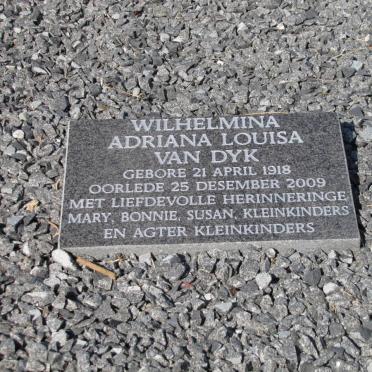 WILHELMINA
ADRIANA LOUISA
VAN DYK
GEBORE 21 APRIL 1918
OORLEDE 25 DESEMBER 2009
MET LIEFDEVOLLE HERINNERINGE
MARY, BONNIE, SUSAN, KLEINKINDERS
EN AGTER KLEINKINDERS